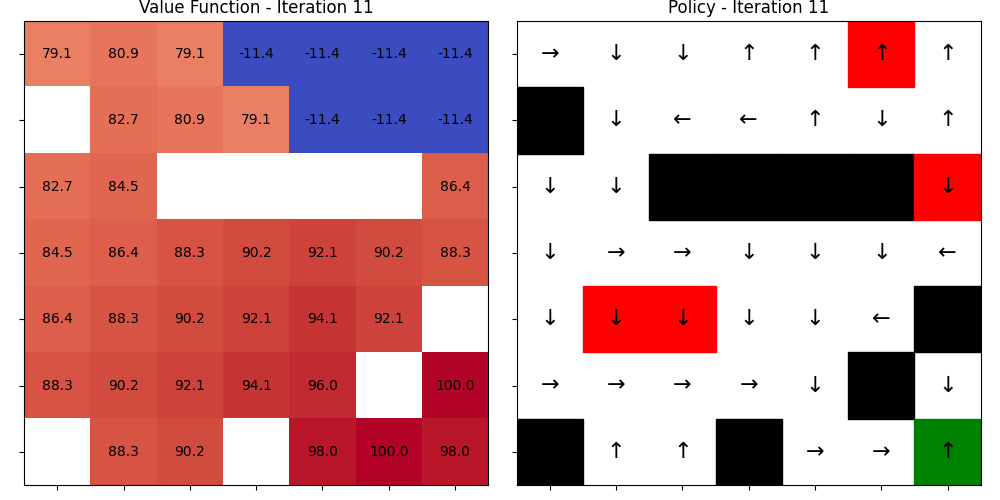 Value Function - Iteration 11
79.1 80.9 79.1 -11.4 -11.4 -11.4 -11.4
82.7 80.9 79.1 -11.4 -11.4 -11.4
82.7 84.5 86.4
84.5 86.4 88.3 90.2 92.1 90.2 88.3
86.4 88.3 90.2 92.1 94.1 92.1
88.3 90.2 92.1 94.1 96.0 100.0
88.3 90.2 98.0 100.0 98.0
Policy - Iteration 11
→ ↓ ↓ ↑ ↑ ↑ ↑
↓ ← ← ↑ ↓ ↑
↓ ↓ ↓
↓ → → ↓ ↓ ↓ ←
↓ ↓ ↓ ↓ ↓ ←
→ → → → ↓ ↓
↑ ↑ → → ↑